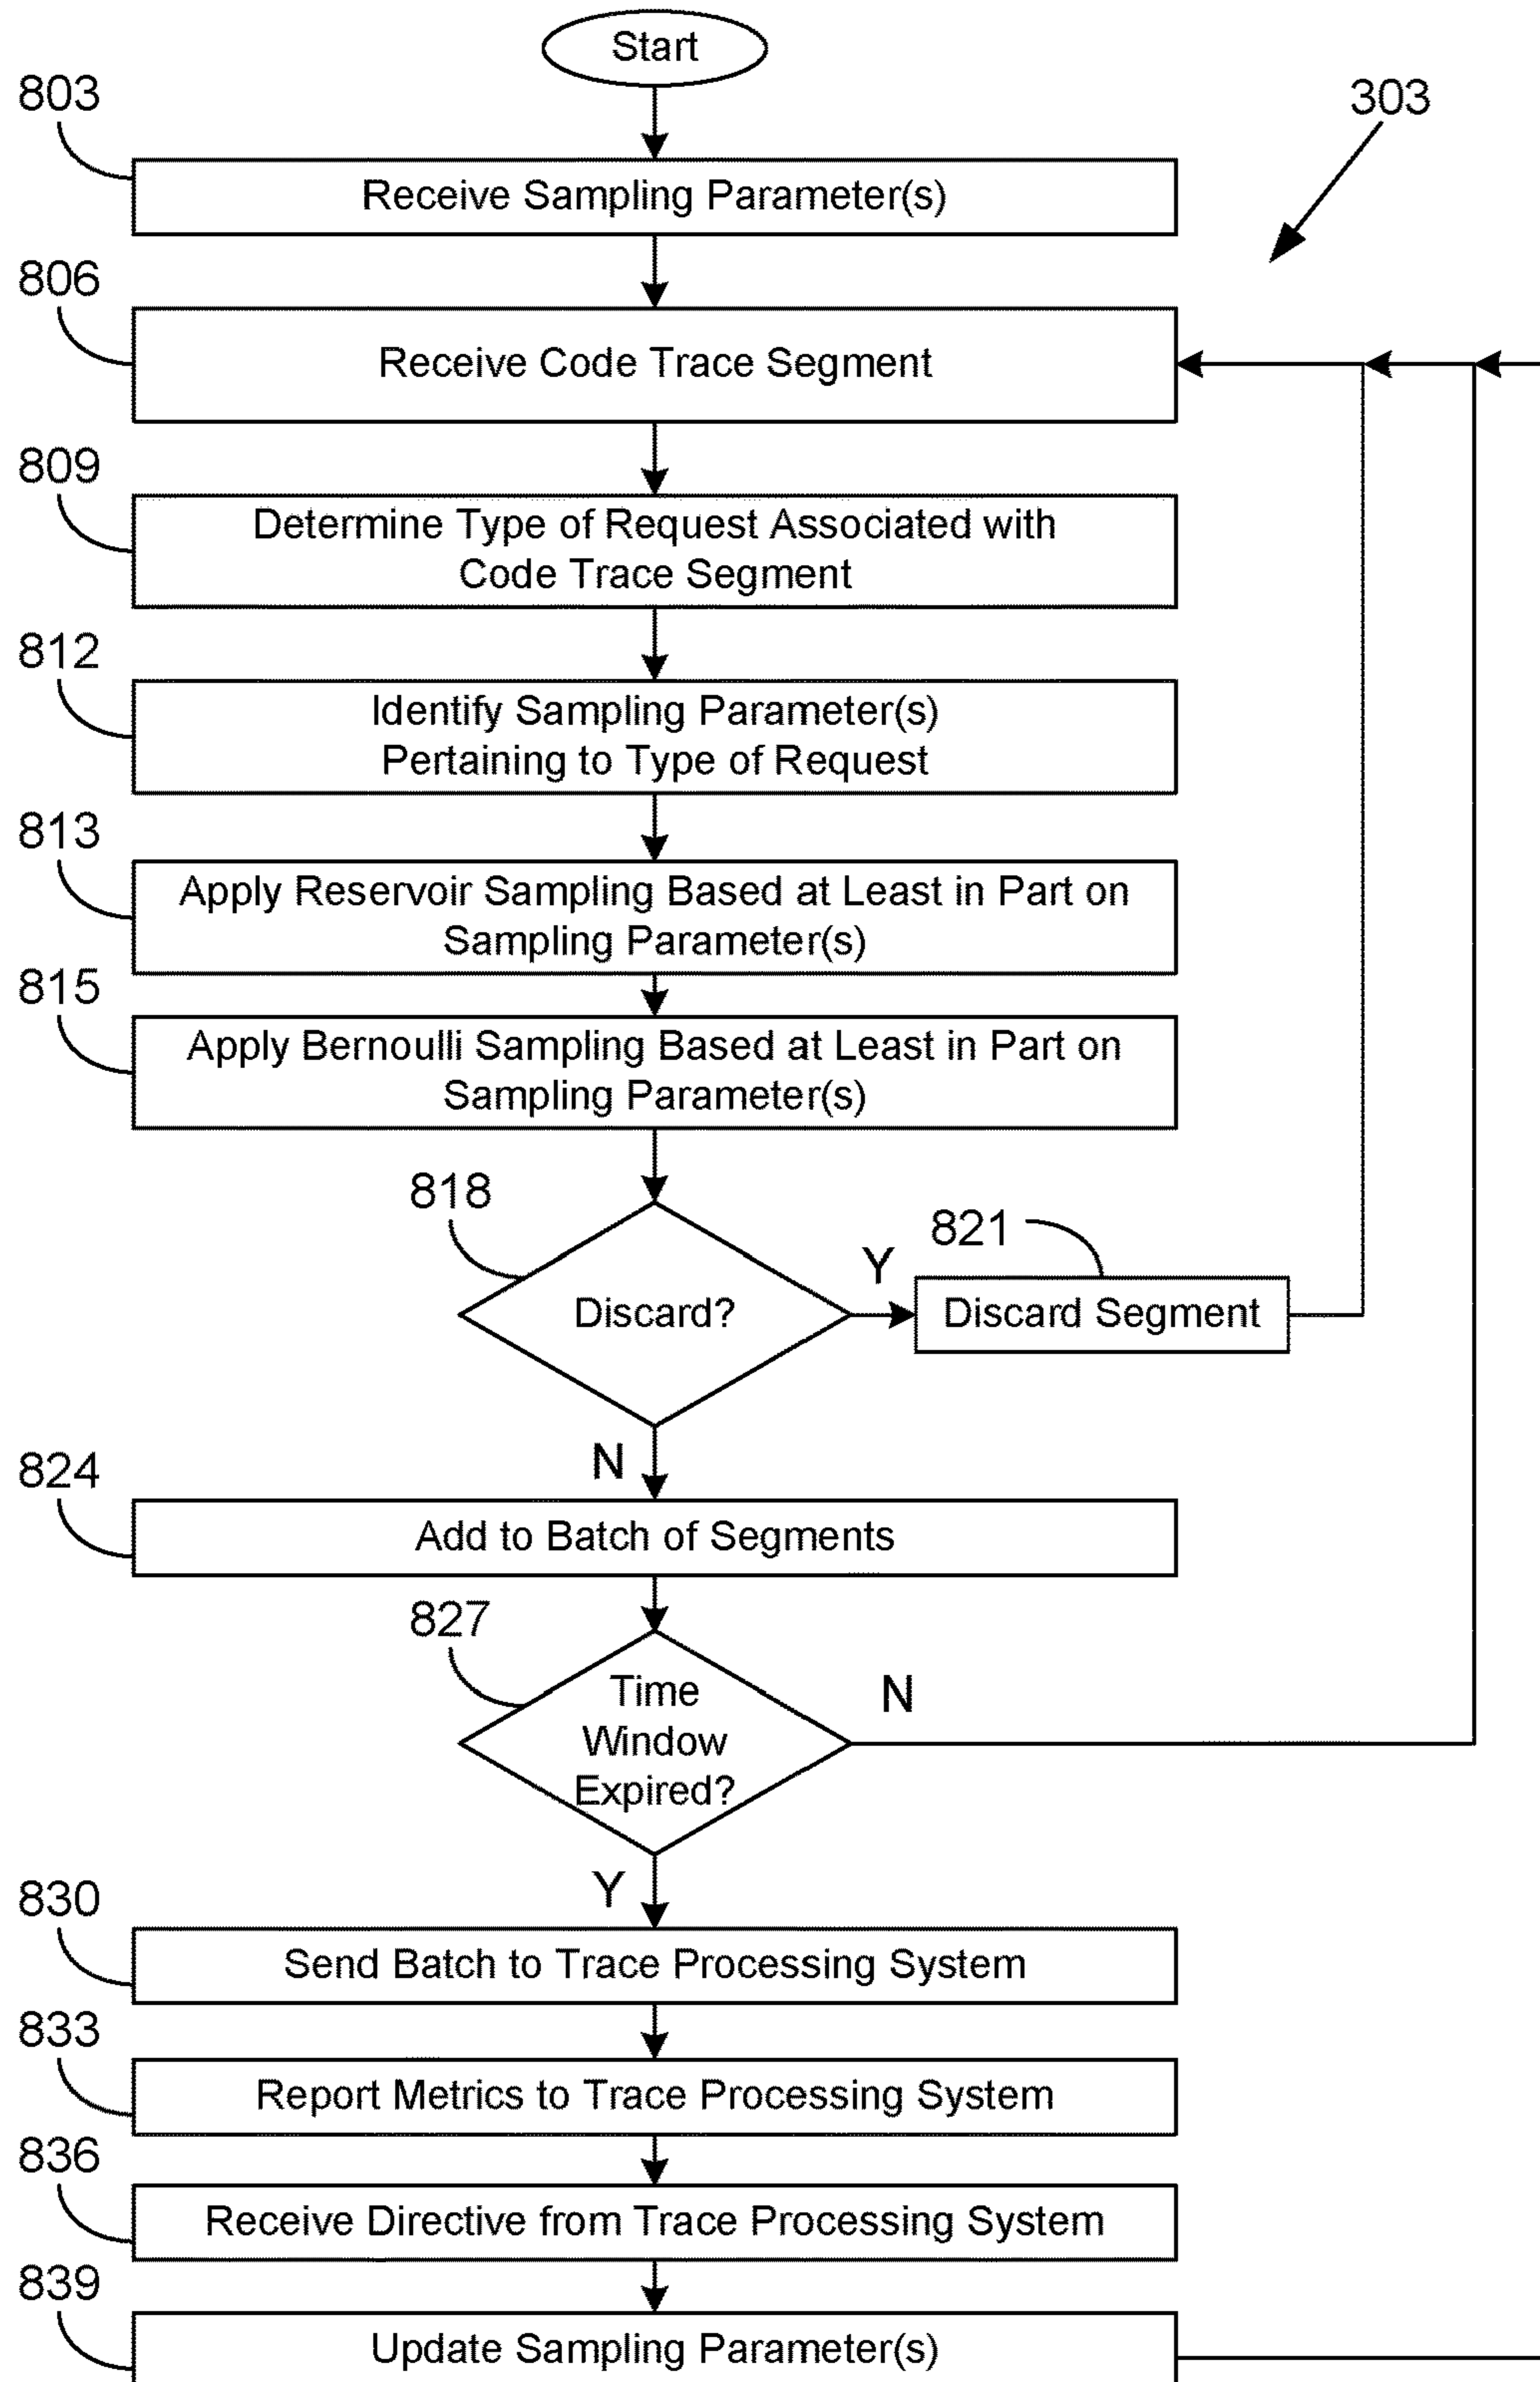 Start
803
303
Receive Sampling Parameter(s)
806
Receive Code Trace Segment
809
Determine Type of Request Associated with
Code Trace Segment
812
Identify Sampling Parameter(s)
Pertaining to Type of Request
813
Apply Reservoir Sampling Based at Least in Part on
Sampling Parameter(s)
815
Apply Bernoulli Sampling Based at Least in Part on
Sampling Parameter(s)
818
821
Y
Discard?
Discard Segment
N
824
Add to Batch of Segments
827
Time
Window
Expired?
N
Y
830
Send Batch to Trace Processing System
833
Report Metrics to Trace Processing System
836
Receive Directive from Trace Processing System
839
Update Sampling Parameter(s)